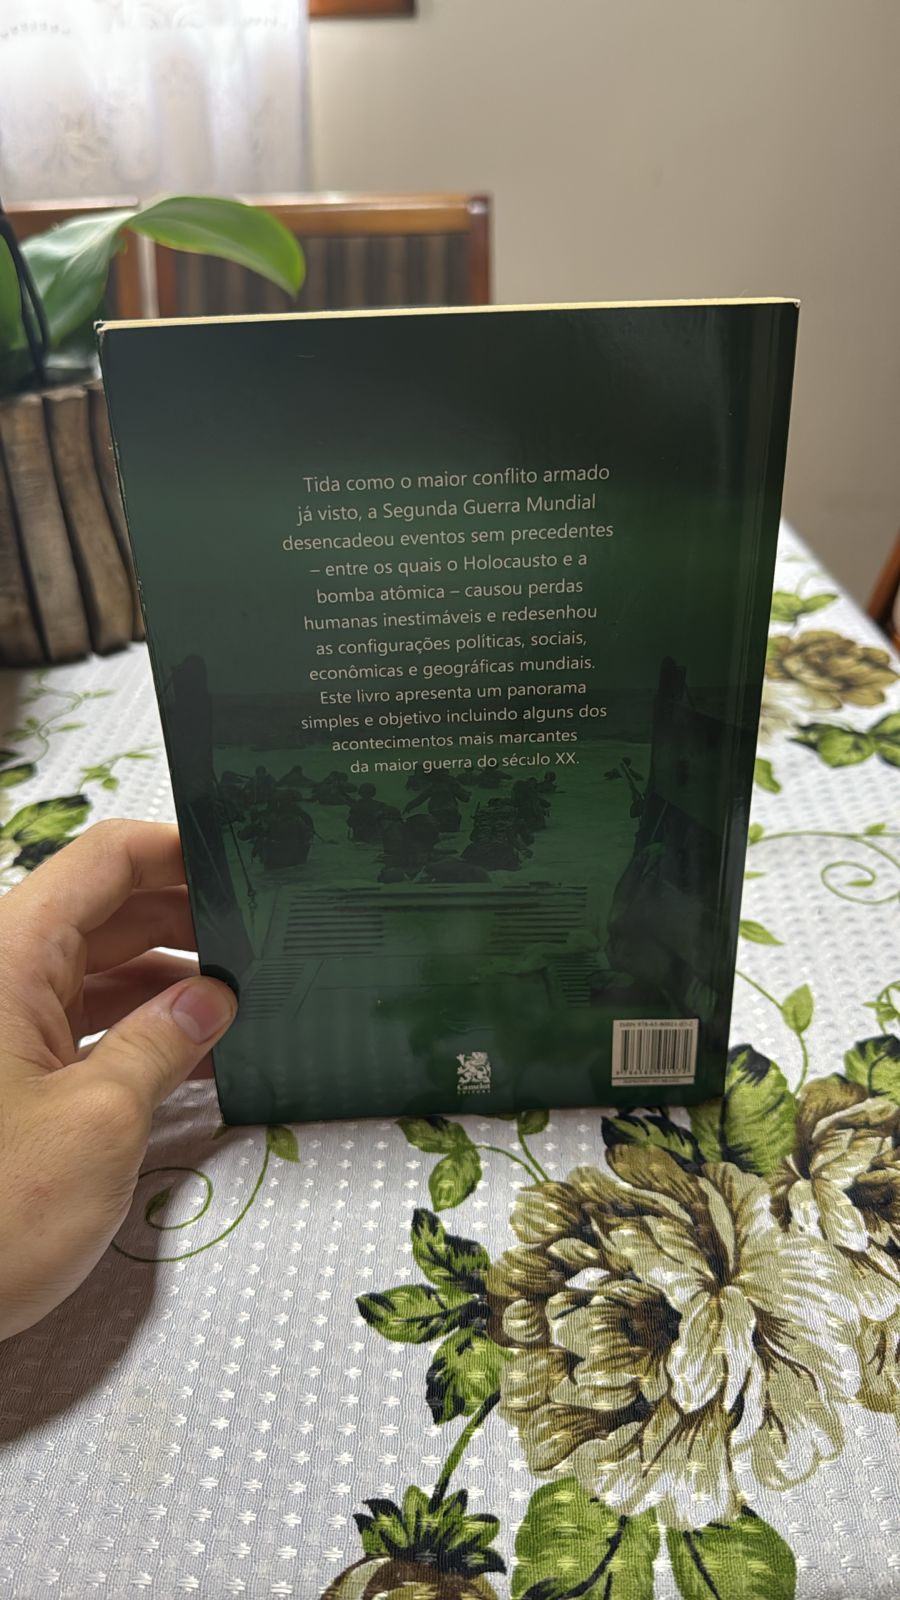 Tida como o maior conflito armado
já visto, a Segunda Guerra Mundial
desencadeou eventos sem precedentes
– entre os quais o Holocausto e a
bomba atômica – causou perdas
humanas inestimáveis e redesenhou
as configurações políticas, sociais,
econômicas e geográficas mundiais.
Este livro apresenta um panorama
simples e objetivo incluindo alguns dos
acontecimentos mais marcantes
da maior guerra do século XX.
Camelot
EDITORA